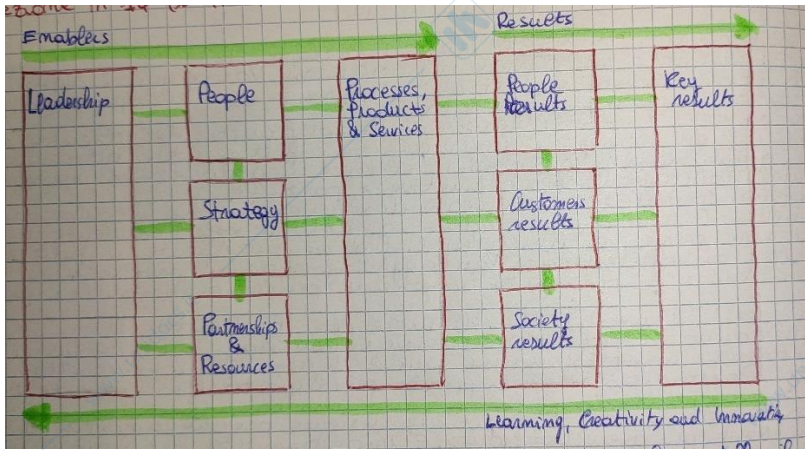 Enablers
Results
Leadership
People
Processes,
Products
& Services
People
Results
Key
results
Strategy
Customers
results
Partnerships
&
Resources
Society
results
Learning, Creativity and Innovation